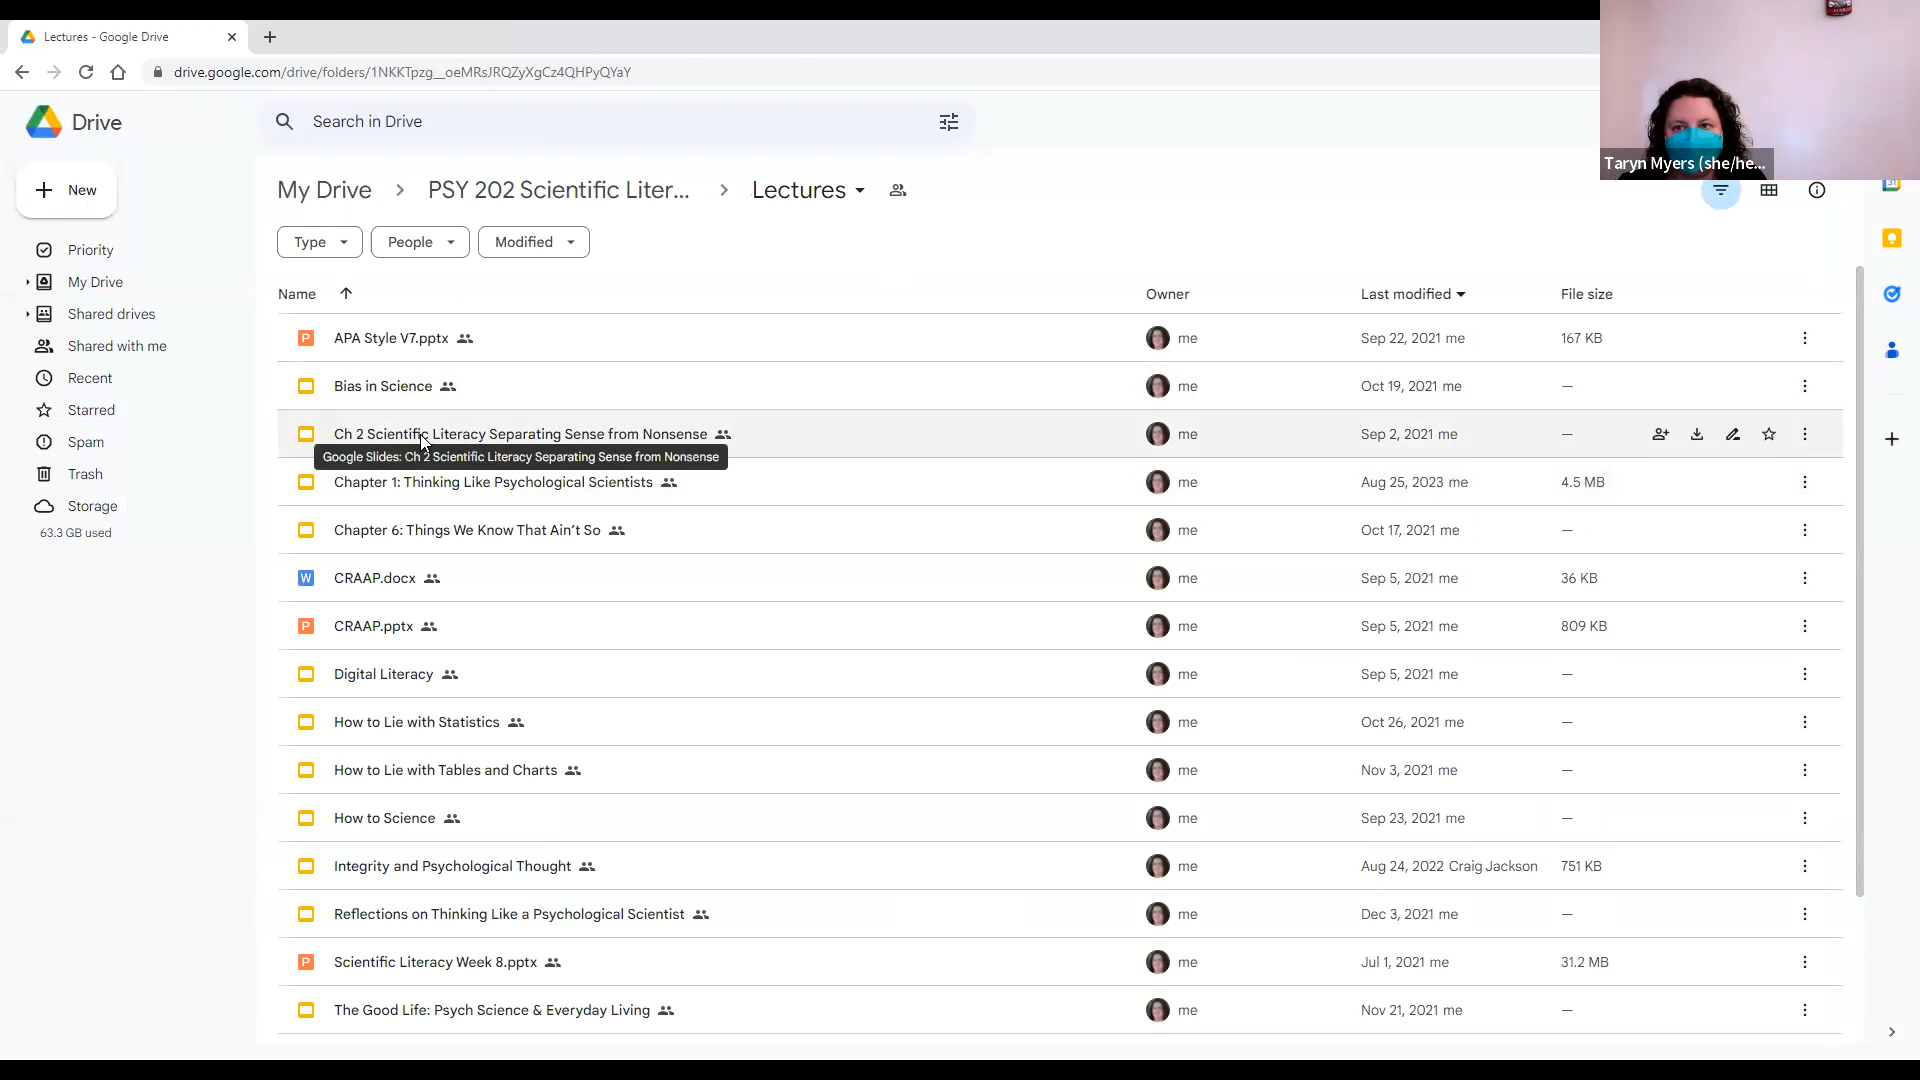 Lectures - Google Drive
drive.google.com/drive/folders/1NKKTpzg__oeMRsJRQZyXgCz4QHPyQYaY
Taryn Myers (she/he...
Drive
Search in Drive
New
My Drive > PSY 202 Scientific Liter... > Lectures
Type People Modified
Priority
My Drive
Shared drives
Shared with me
Recent
Starred
Spam
Trash
Storage
63.3 GB used
Name Owner Last modified File size
APA Style V7.pptx me Sep 22, 2021 me 167 KB
Bias in Science me Oct 19, 2021 me —
Ch 2 Scientific Literacy Separating Sense from Nonsense me Sep 2, 2021 me —
Google Slides: Ch 2 Scientific Literacy Separating Sense from Nonsense
Chapter 1: Thinking Like Psychological Scientists me Aug 25, 2023 me 4.5 MB
Chapter 6: Things We Know That Ain’t So me Oct 17, 2021 me —
CRAAP.docx me Sep 5, 2021 me 36 KB
CRAAP.pptx me Sep 5, 2021 me 809 KB
Digital Literacy me Sep 5, 2021 me —
How to Lie with Statistics me Oct 26, 2021 me —
How to Lie with Tables and Charts me Nov 3, 2021 me —
How to Science me Sep 23, 2021 me —
Integrity and Psychological Thought me Aug 24, 2022 Craig Jackson 751 KB
Reflections on Thinking Like a Psychological Scientist me Dec 3, 2021 me —
Scientific Literacy Week 8.pptx me Jul 1, 2021 me 31.2 MB
The Good Life: Psych Science & Everyday Living me Nov 21, 2021 me —